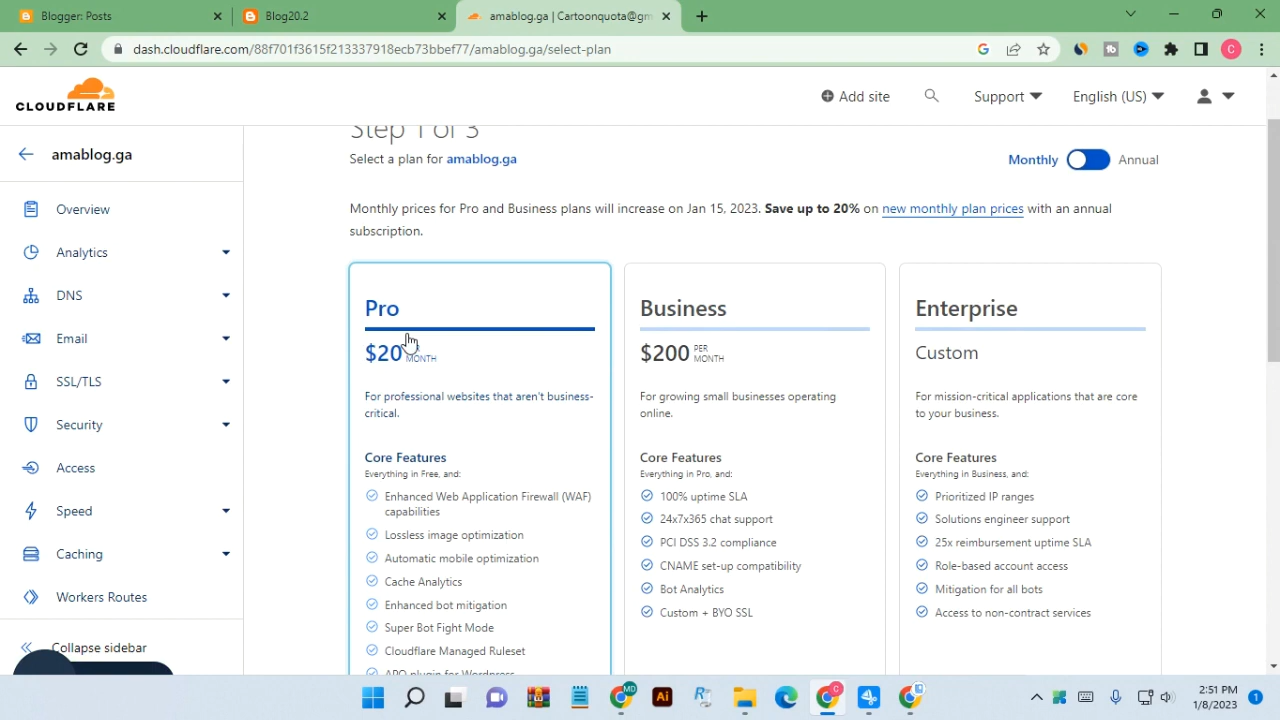 Blogger: Posts
Blog20.2
amablog.ga | Cartoonquota@gm
dash.cloudflare.com/88f701f3615f213337918ecb73bbef77/amablog.ga/select-plan
C
CLOUDFLARE
Add site
Support
English (US)
amablog.ga
Overview
Analytics
DNS
Email
SSL/TLS
Security
Access
Speed
Caching
Workers Routes
Collapse sidebar
Step 1 of 3
Select a plan for amablog.ga
Monthly
Annual
Monthly prices for Pro and Business plans will increase on Jan 15, 2023. Save up to 20% on new monthly plan prices with an annual
subscription.
Pro
$20
MONTH
For professional websites that aren't business-
critical.
Core Features
Everything in Free, and:
Enhanced Web Application Firewall (WAF)
capabilities
Lossless image optimization
Automatic mobile optimization
Cache Analytics
Enhanced bot mitigation
Super Bot Fight Mode
Cloudflare Managed Ruleset
APO plugin for Wordpress
Business
$200 PER
MONTH
For growing small businesses operating
online.
Core Features
Everything in Pro, and:
100% uptime SLA
24x7x365 chat support
PCI DSS 3.2 compliance
CNAME set-up compatibility
Bot Analytics
Custom + BYO SSL
Enterprise
Custom
For mission-critical applications that are core
to your business.
Core Features
Everything in Business, and:
Prioritized IP ranges
Solutions engineer support
25x reimbursement uptime SLA
Role-based account access
Mitigation for all bots
Access to non-contract services
MD
Ai
C
2:51 PM
1/8/2023
1